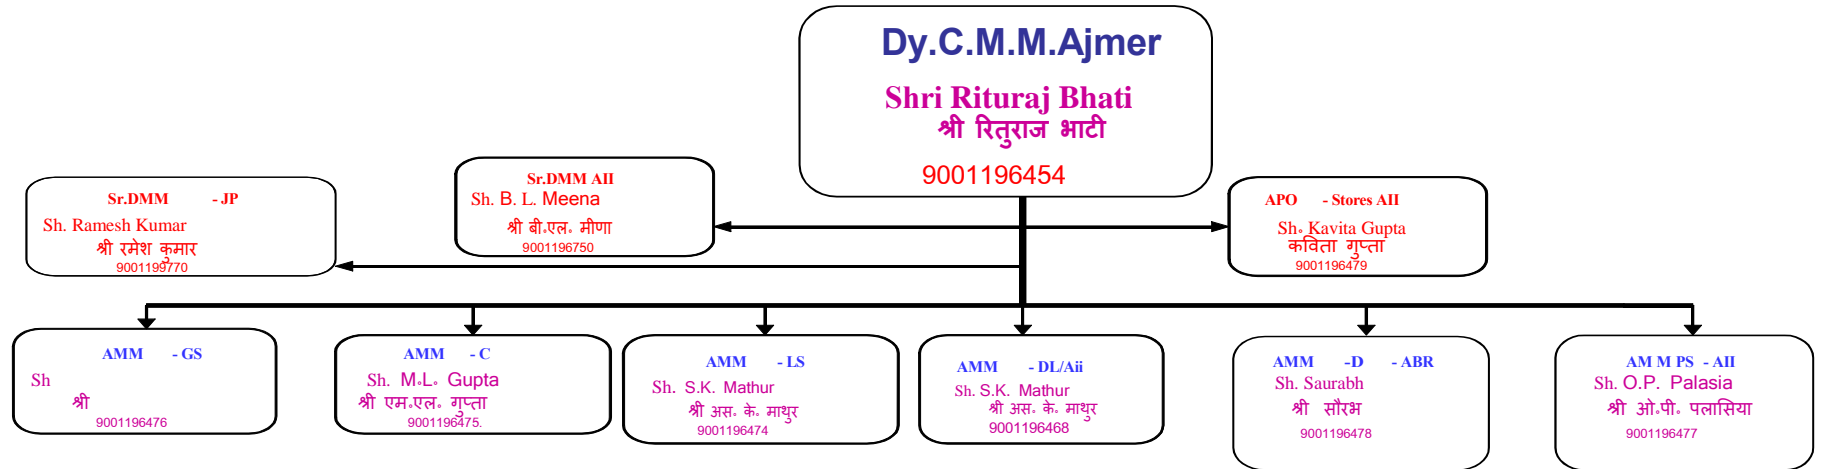 Dy.C.M.M.Ajmer
Shri Rituraj Bhati
श्री रितुराज भाटी
9001196454
Sr.DMM - JP
Sh. Ramesh Kumar
श्री रमेश कुमार
9001199770
Sr.DMM AII
Sh. B. L. Meena
श्री बी॰एल॰ मीणा
9001196750
APO - Stores AII
Sh॰ Kavita Gupta
कविता गुप्ता
9001196479
AMM - GS
Sh
श्री
9001196476
AMM - C
Sh. M॰L॰ Gupta
श्री एम॰एल॰ गुप्ता
9001196475.
AMM - LS
Sh. S.K. Mathur
श्री अस॰ के॰ माथुर
9001196474
AMM - DL/Aii
Sh. S.K. Mathur
श्री अस॰ के॰ माथुर
9001196468
AMM -D - ABR
Sh. Saurabh
श्री सौरभ
9001196478
AM M PS - AII
Sh. O.P. Palasia
श्री ओ॰पी॰ पलासिया
9001196477